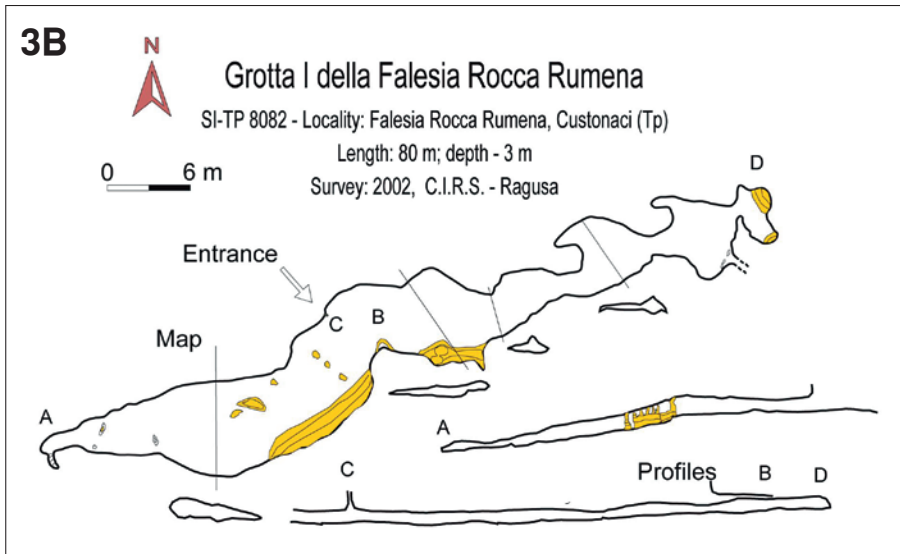 3B
N
Grotta I della Falesia Rocca Rumena
SI-TP 8082 - Locality: Falesia Rocca Rumena, Custonaci (Tp)
Length: 80 m; depth - 3 m
Survey: 2002, C.I.R.S. - Ragusa
0 6 m
D
Entrance
C B
Map
A
A
C Profiles B D